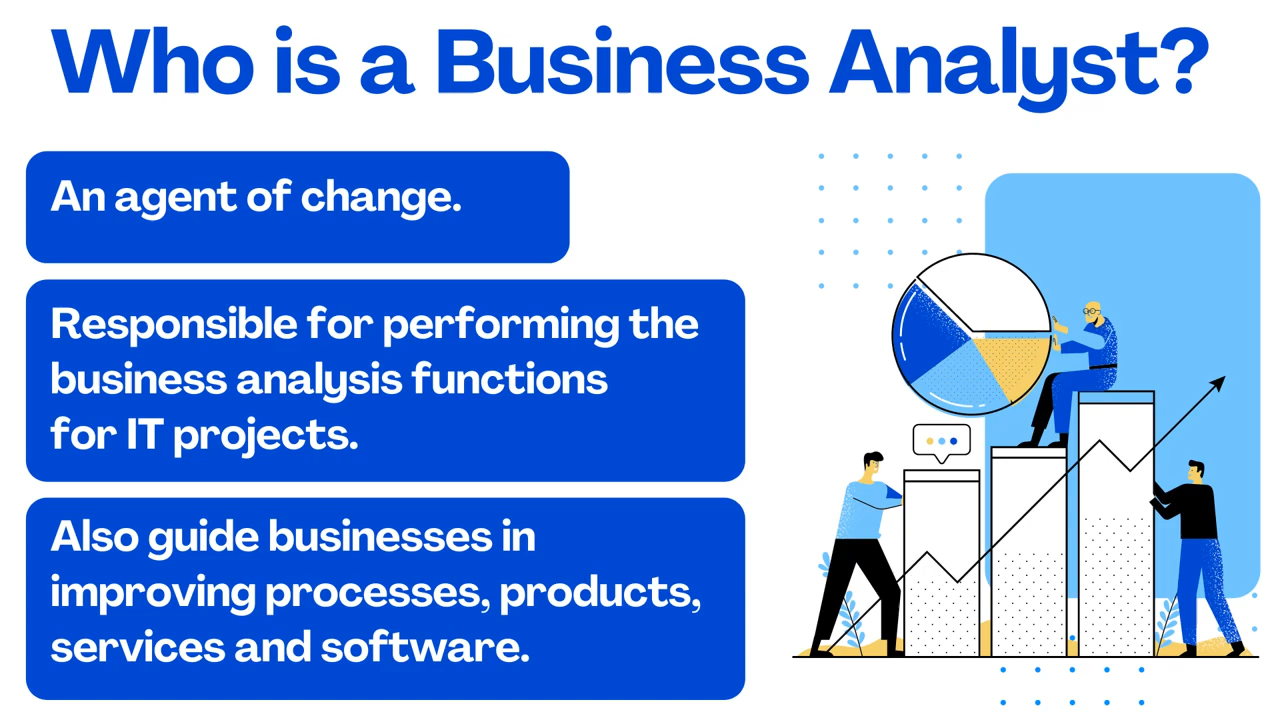 Who is a Business Analyst?
An agent of change.
Responsible for performing the
business analysis functions
for IT projects.
Also guide businesses in
improving processes, products,
services and software.